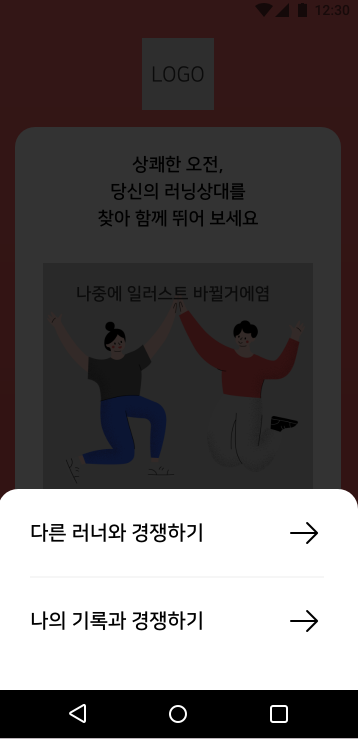 12:30
LOGO
상쾌한 오전,
당신의 러닝상대를
찾아 함께 뛰어 보세요
나중에 일러스트 바뀔거에염
다른 러너와 경쟁하기
나의 기록과 경쟁하기